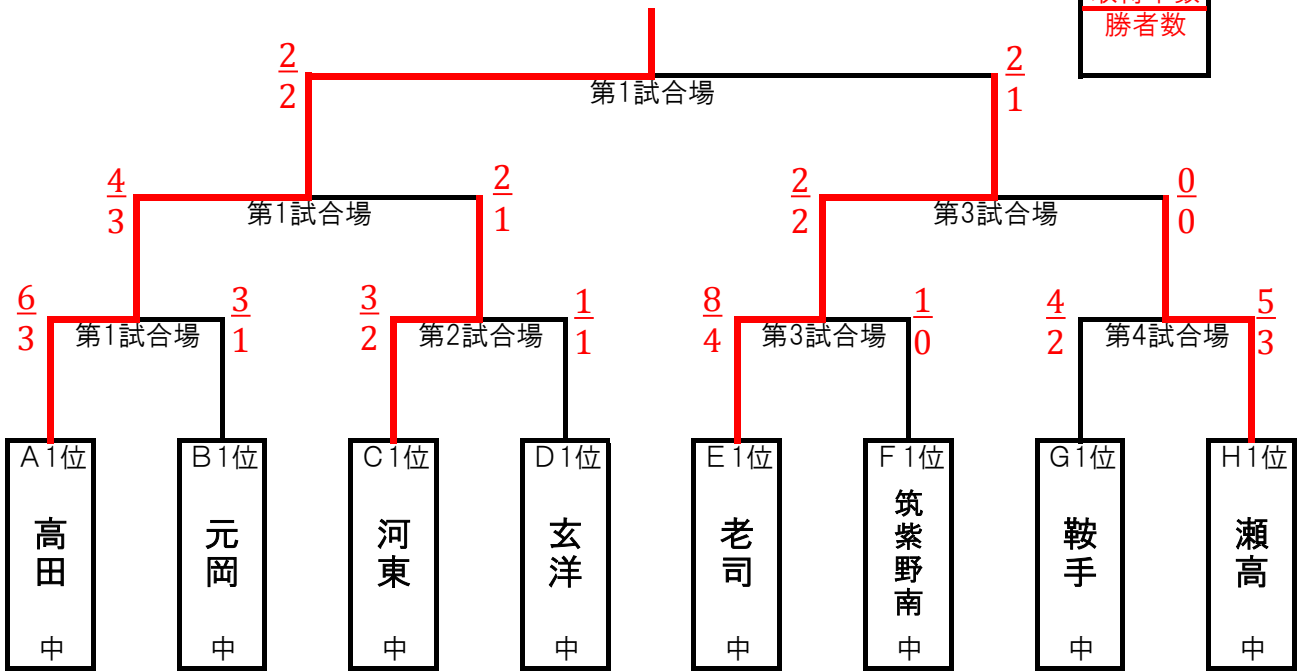 勝者数
2
2
第1試合場
2
1
4
3
第1試合場
2
1
2
2
第3試合場
0
0
6
3
第1試合場
3
1
3
2
第2試合場
1
1
8
4
第3試合場
1
0
4
2
第4試合場
5
3
A1位
高田
中
B1位
元岡
中
C1位
河東
中
D1位
玄洋
中
E1位
老司
中
F1位
筑紫野南
中
G1位
鞍手
中
H1位
瀬高
中